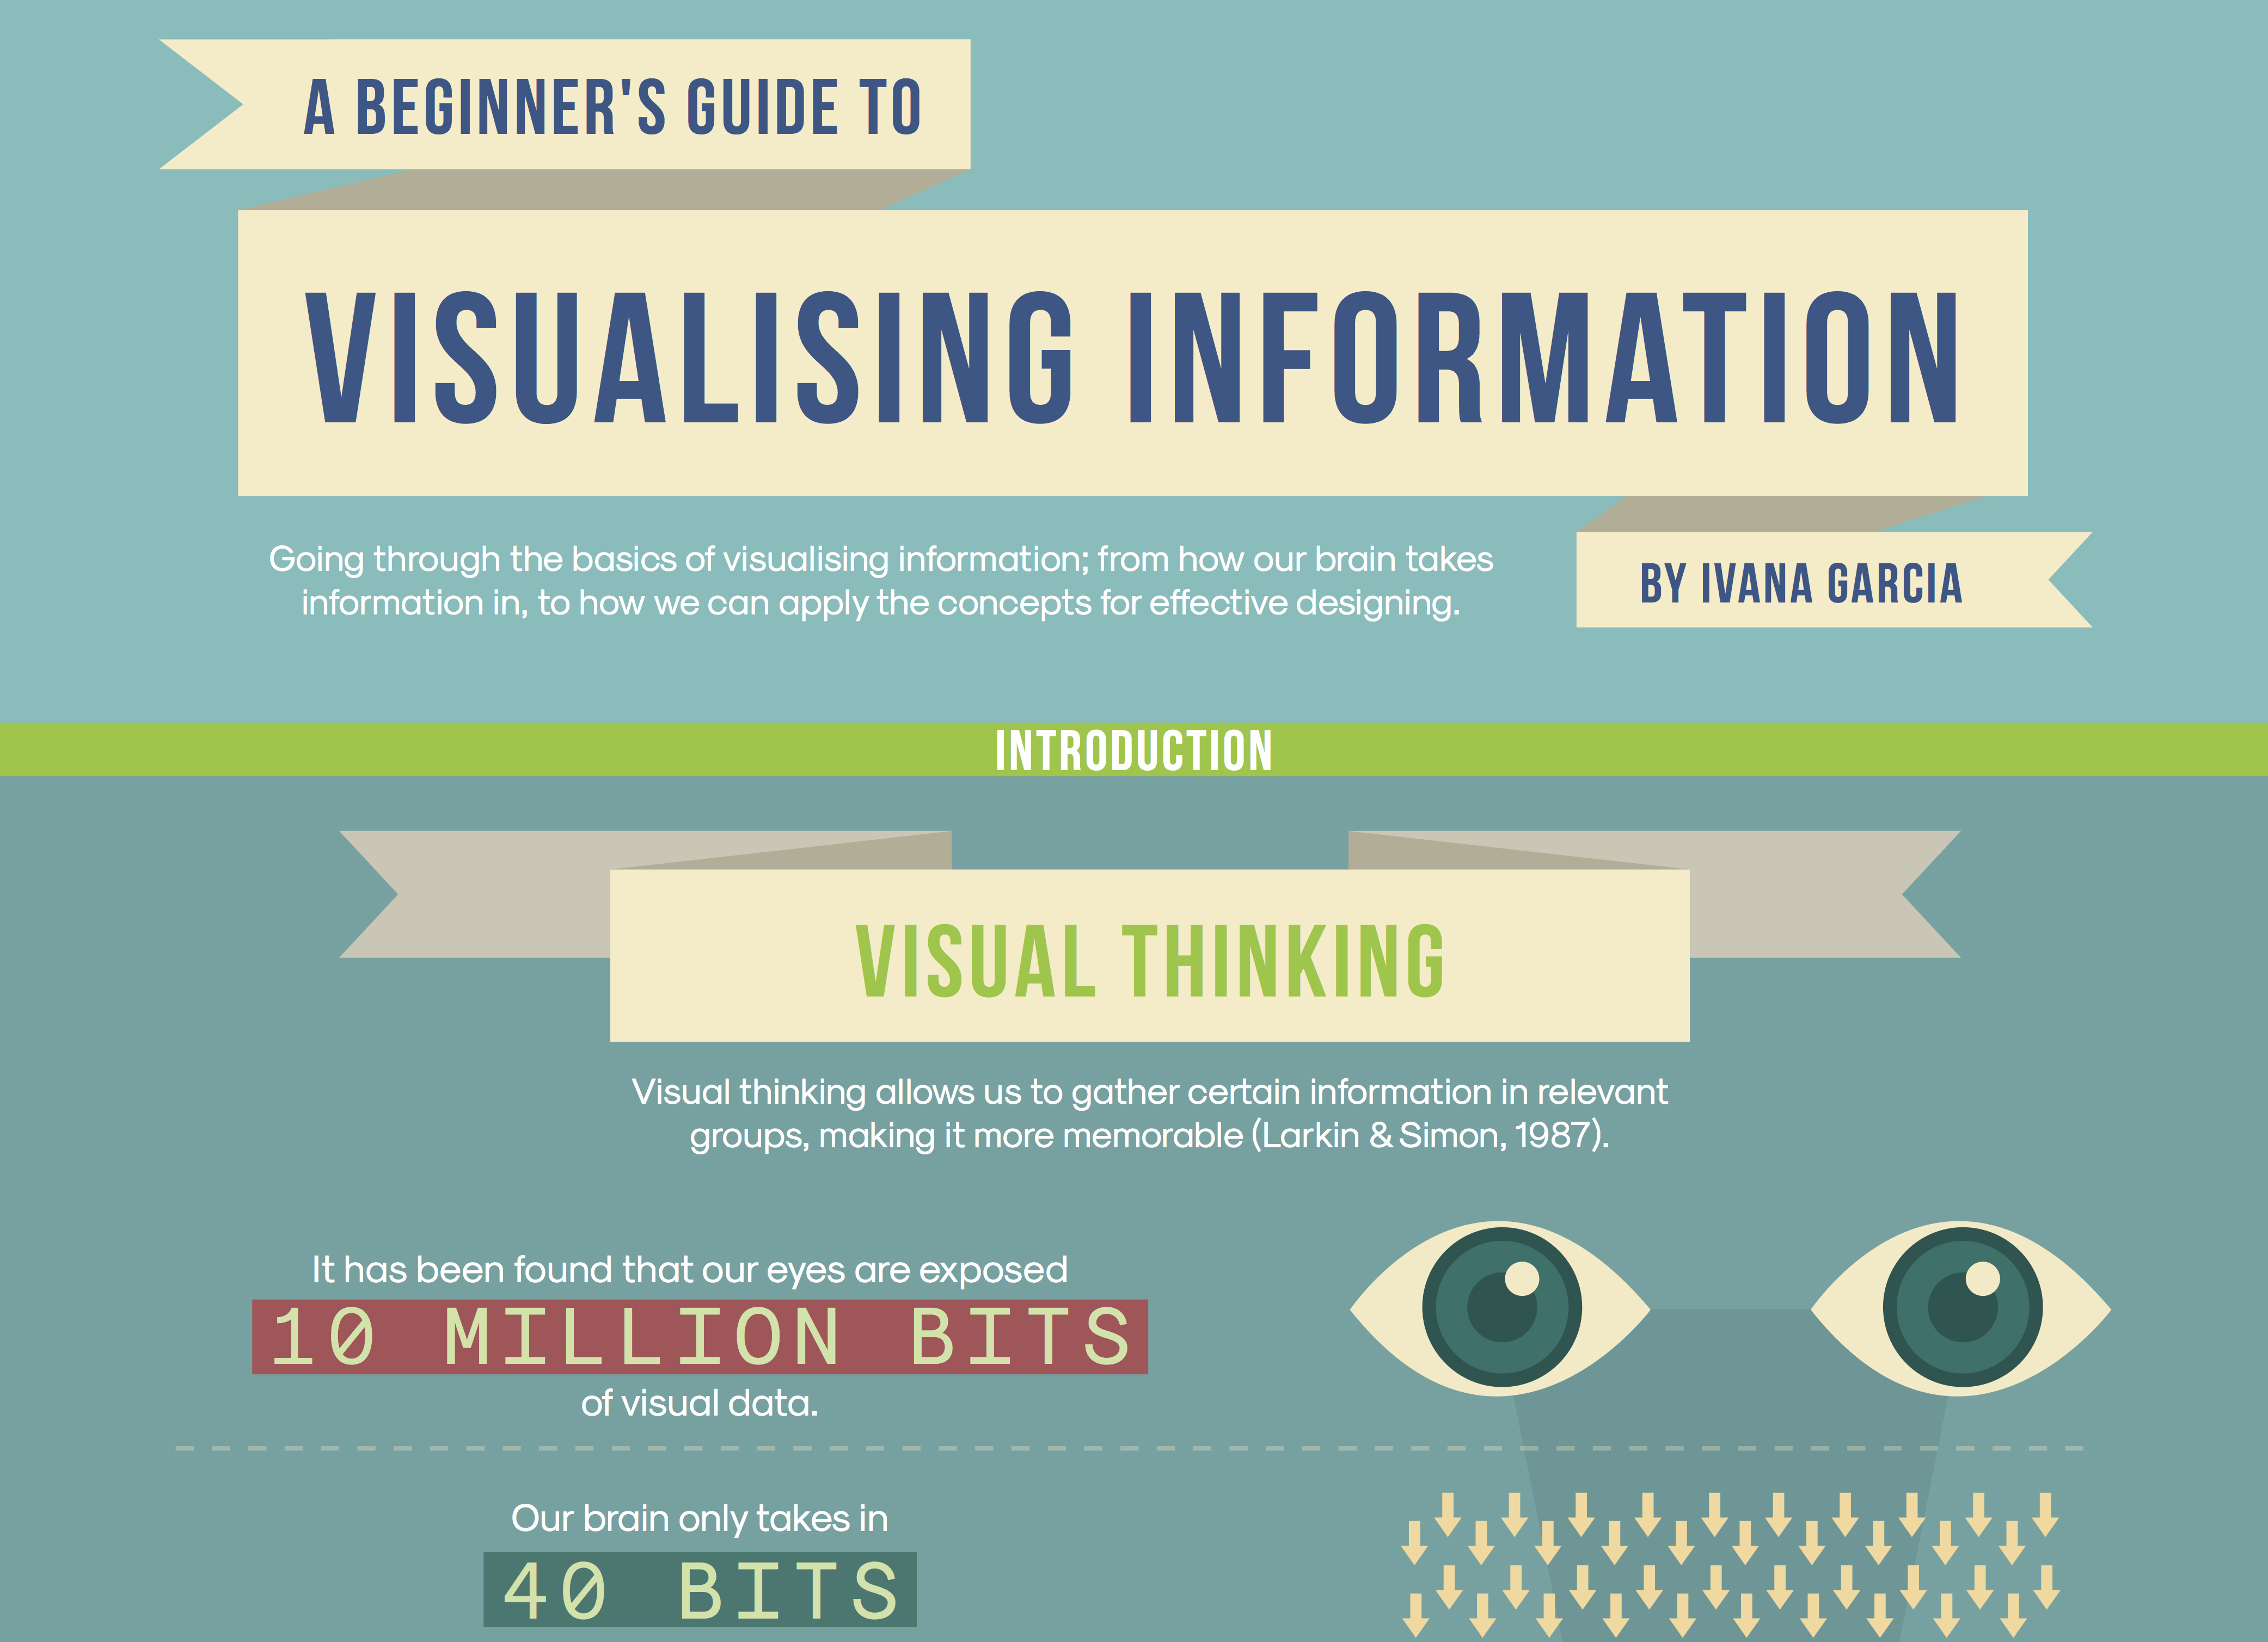 A BEGINNER'S GUIDE TO
VISUALISING INFORMATION
Going through the basics of visualising information; from how our brain takes
information in, to how we can apply the concepts for effective designing.
BY IVANA GARCIA
INTRODUCTION
VISUAL THINKING
Visual thinking allows us to gather certain information in relevant
groups, making it more memorable (Larkin & Simon, 1987).
It has been found that our eyes are exposed
10 MILLION BITS
of visual data.
Our brain only takes in
40 BITS